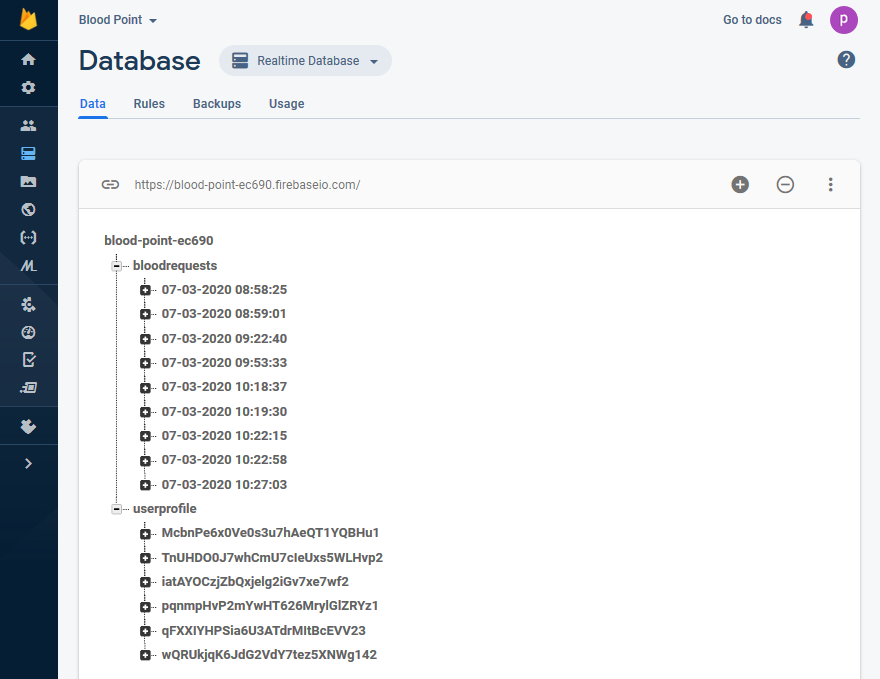 Blood Point
Go to docs
p
Database
Realtime Database
?
Data Rules Backups Usage
https://blood-point-ec690.firebaseio.com/
blood-point-ec690
bloodrequests
07-03-2020 08:58:25
07-03-2020 08:59:01
07-03-2020 09:22:40
07-03-2020 09:53:33
07-03-2020 10:18:37
07-03-2020 10:19:30
07-03-2020 10:22:15
07-03-2020 10:22:58
07-03-2020 10:27:03
userprofile
McbnPe6x0Ve0s3u7hAeQT1YQBHu1
TnUHDO0J7whCmU7cIeUxs5WLHvp2
iatAYOCzjZbQxjelg2iGv7xe7wf2
pqnmpHvP2mYwHT626MrylGlZRYz1
qFXXIYHPSia6U3ATdrMItBcEVV23
wQRUkjqK6JdG2VdY7tez5XNWg142